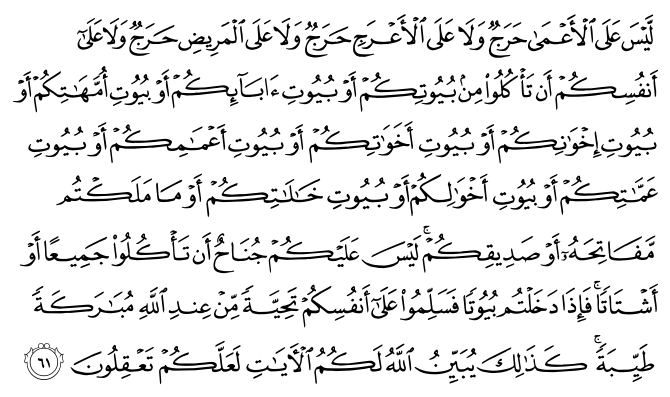 لَّيۡسَ عَلَى ٱلۡأَعۡمَىٰ حَرَجٞ وَلَا عَلَى ٱلۡأَعۡرَجِ حَرَجٞ وَلَا عَلَى ٱلۡمَرِيضِ حَرَجٞ وَلَا عَلَىٰٓ
أَنفُسِكُمۡ أَن تَأۡكُلُواْ مِنۢ بُيُوتِكُمۡ أَوۡ بُيُوتِ ءَابَآئِكُمۡ أَوۡ بُيُوتِ أُمَّهَٰتِكُمۡ أَوۡ
بُيُوتِ إِخۡوَٰنِكُمۡ أَوۡ بُيُوتِ أَخَوَٰتِكُمۡ أَوۡ بُيُوتِ أَعۡمَٰمِكُمۡ أَوۡ بُيُوتِ
عَمَّٰتِكُمۡ أَوۡ بُيُوتِ أَخۡوَٰلِكُمۡ أَوۡ بُيُوتِ خَٰلَٰتِكُمۡ أَوۡ مَا مَلَكۡتُم
مَّفَاتِحَهُۥٓ أَوۡ صَدِيقِكُمۡۚ لَيۡسَ عَلَيۡكُمۡ جُنَاحٌ أَن تَأۡكُلُواْ جَمِيعًا أَوۡ
أَشۡتَاتٗاۚ فَإِذَا دَخَلۡتُم بُيُوتٗا فَسَلِّمُواْ عَلَىٰٓ أَنفُسِكُمۡ تَحِيَّةٗ مِّنۡ عِندِ ٱللَّهِ مُبَٰرَكَةٗ
طَيِّبَةٗۚ كَذَٰلِكَ يُبَيِّنُ ٱللَّهُ لَكُمُ ٱلۡأٓيَٰتِ لَعَلَّكُمۡ تَعۡقِلُونَ ٦١